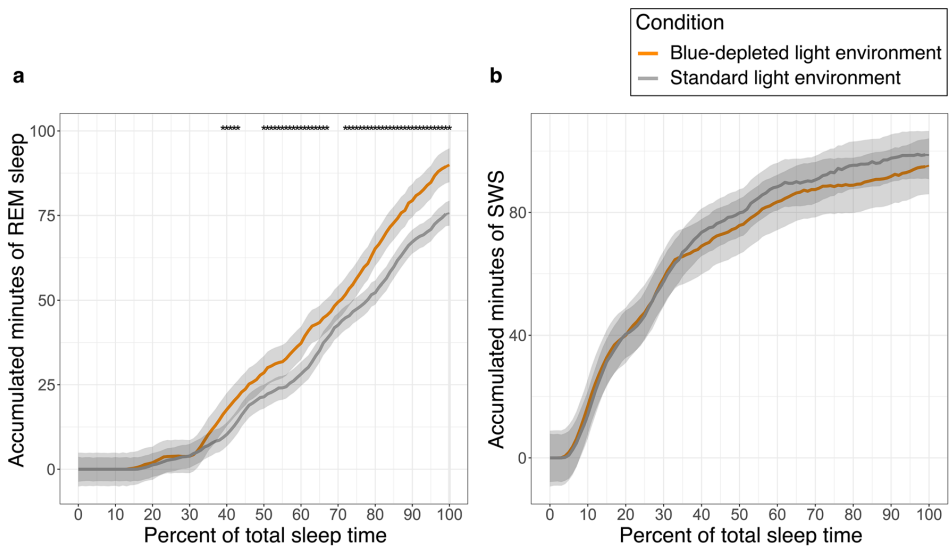 Condition
Blue-depleted light environment
Standard light environment
a
Accumulated minutes of REM sleep
100
75
50
25
0
***** ****************** *****************************
0 10 20 30 40 50 60 70 80 90 100
Percent of total sleep time
b
Accumulated minutes of SWS
80
40
0
0 10 20 30 40 50 60 70 80 90 100
Percent of total sleep time